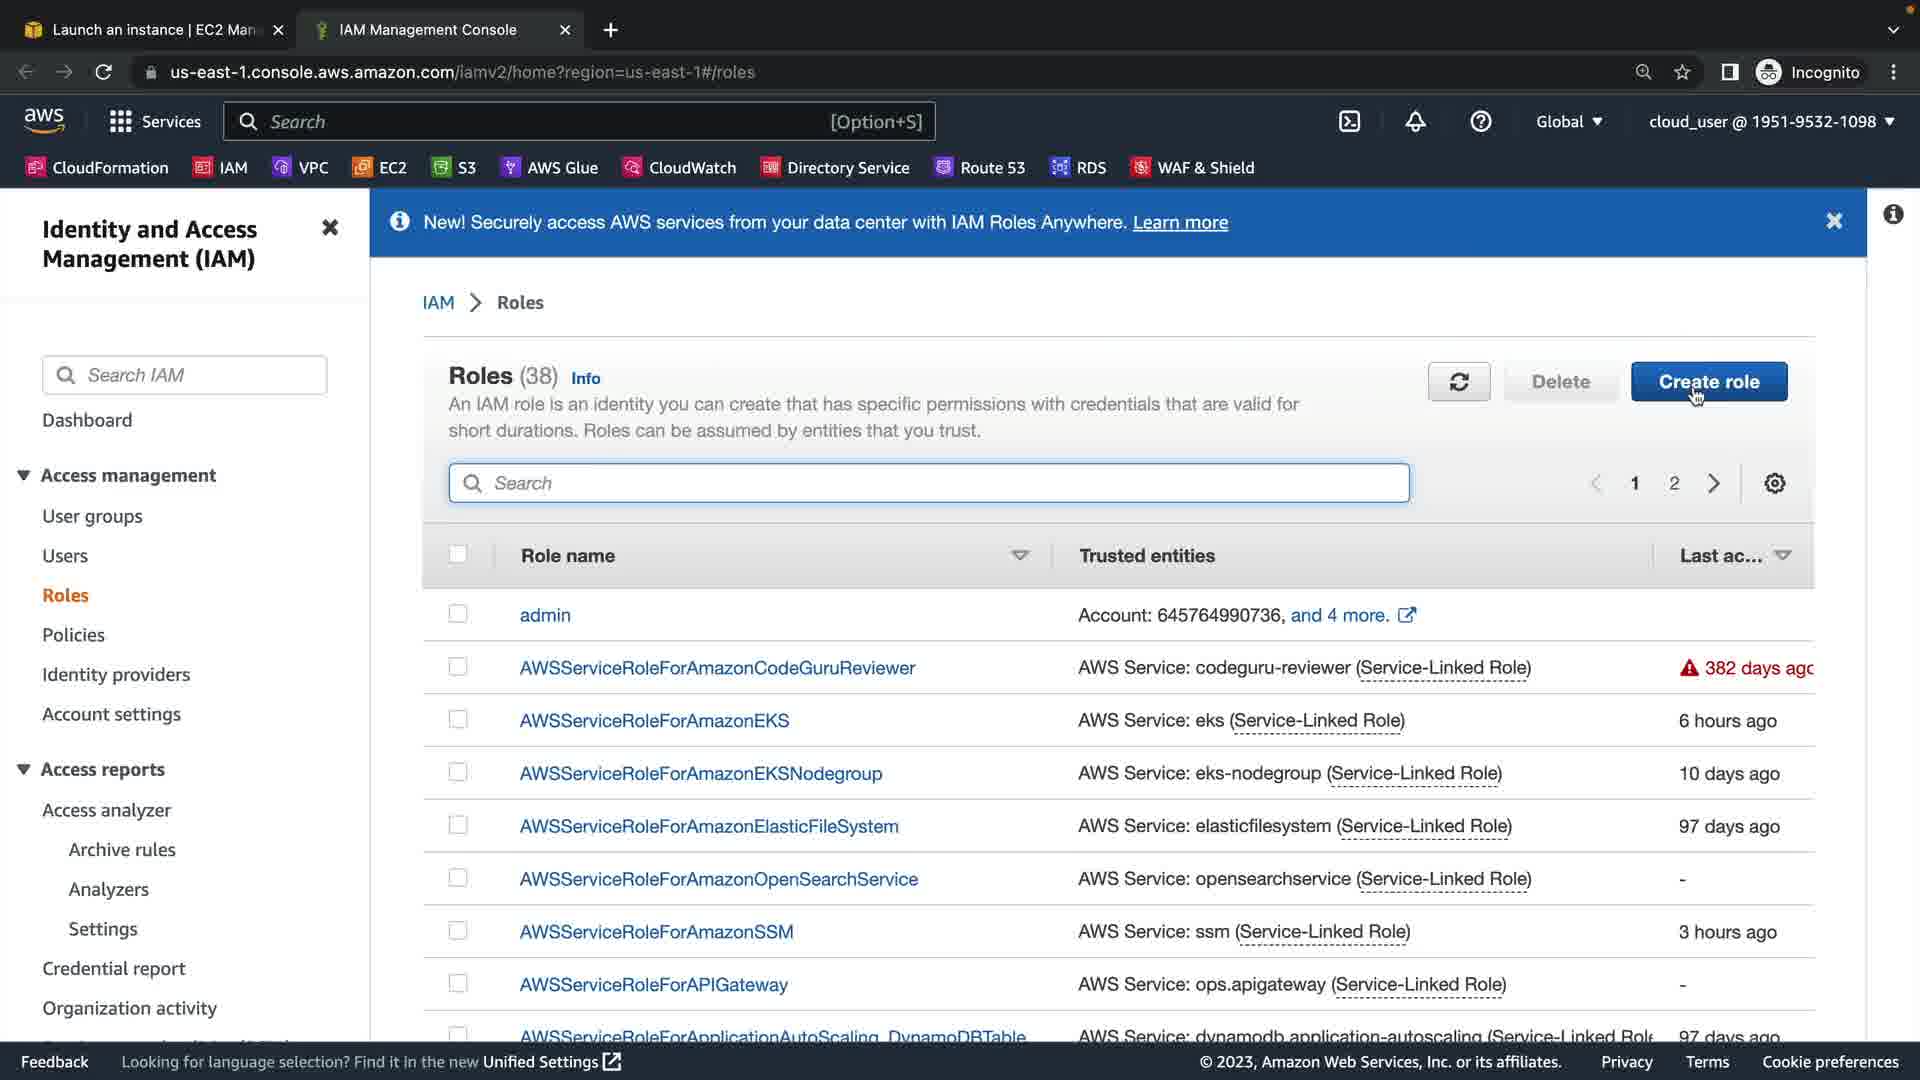 Launch an instance | EC2 Man
IAM Management Console
us-east-1.console.aws.amazon.com/iamv2/home?region=us-east-1#/roles
Incognito
aws
Services
Search
[Option+S]
Global
cloud_user @ 1951-9532-1098
CloudFormation
IAM
VPC
EC2
S3
AWS Glue
CloudWatch
Directory Service
Route 53
RDS
WAF & Shield
Identity and Access
Management (IAM)
Search IAM
Dashboard
Access management
User groups
Users
Roles
Policies
Identity providers
Account settings
Access reports
Access analyzer
Archive rules
Analyzers
Settings
Credential report
Organization activity
New! Securely access AWS services from your data center with IAM Roles Anywhere. Learn more
IAM > Roles
Roles (38) Info
An IAM role is an identity you can create that has specific permissions with credentials that are valid for
short durations. Roles can be assumed by entities that you trust.
Delete
Create role
Search
1 2
Role name Trusted entities Last ac...
admin Account: 645764990736, and 4 more.
AWSServiceRoleForAmazonCodeGuruReviewer AWS Service: codeguru-reviewer (Service-Linked Role) 382 days ago
AWSServiceRoleForAmazonEKS AWS Service: eks (Service-Linked Role) 6 hours ago
AWSServiceRoleForAmazonEKSNodegroup AWS Service: eks-nodegroup (Service-Linked Role) 10 days ago
AWSServiceRoleForAmazonElasticFileSystem AWS Service: elasticfilesystem (Service-Linked Role) 97 days ago
AWSServiceRoleForAmazonOpenSearchService AWS Service: opensearchservice (Service-Linked Role) -
AWSServiceRoleForAmazonSSM AWS Service: ssm (Service-Linked Role) 3 hours ago
AWSServiceRoleForAPIGateway AWS Service: ops.apigateway (Service-Linked Role) -
AWSServiceRoleForApplicationAutoScaling_DynamoDBTable AWS Service: dynamodb.application-autoscaling (Service-Linked Role 97 days ago
Feedback
Looking for language selection? Find it in the new Unified Settings
© 2023, Amazon Web Services, Inc. or its affiliates.
Privacy
Terms
Cookie preferences